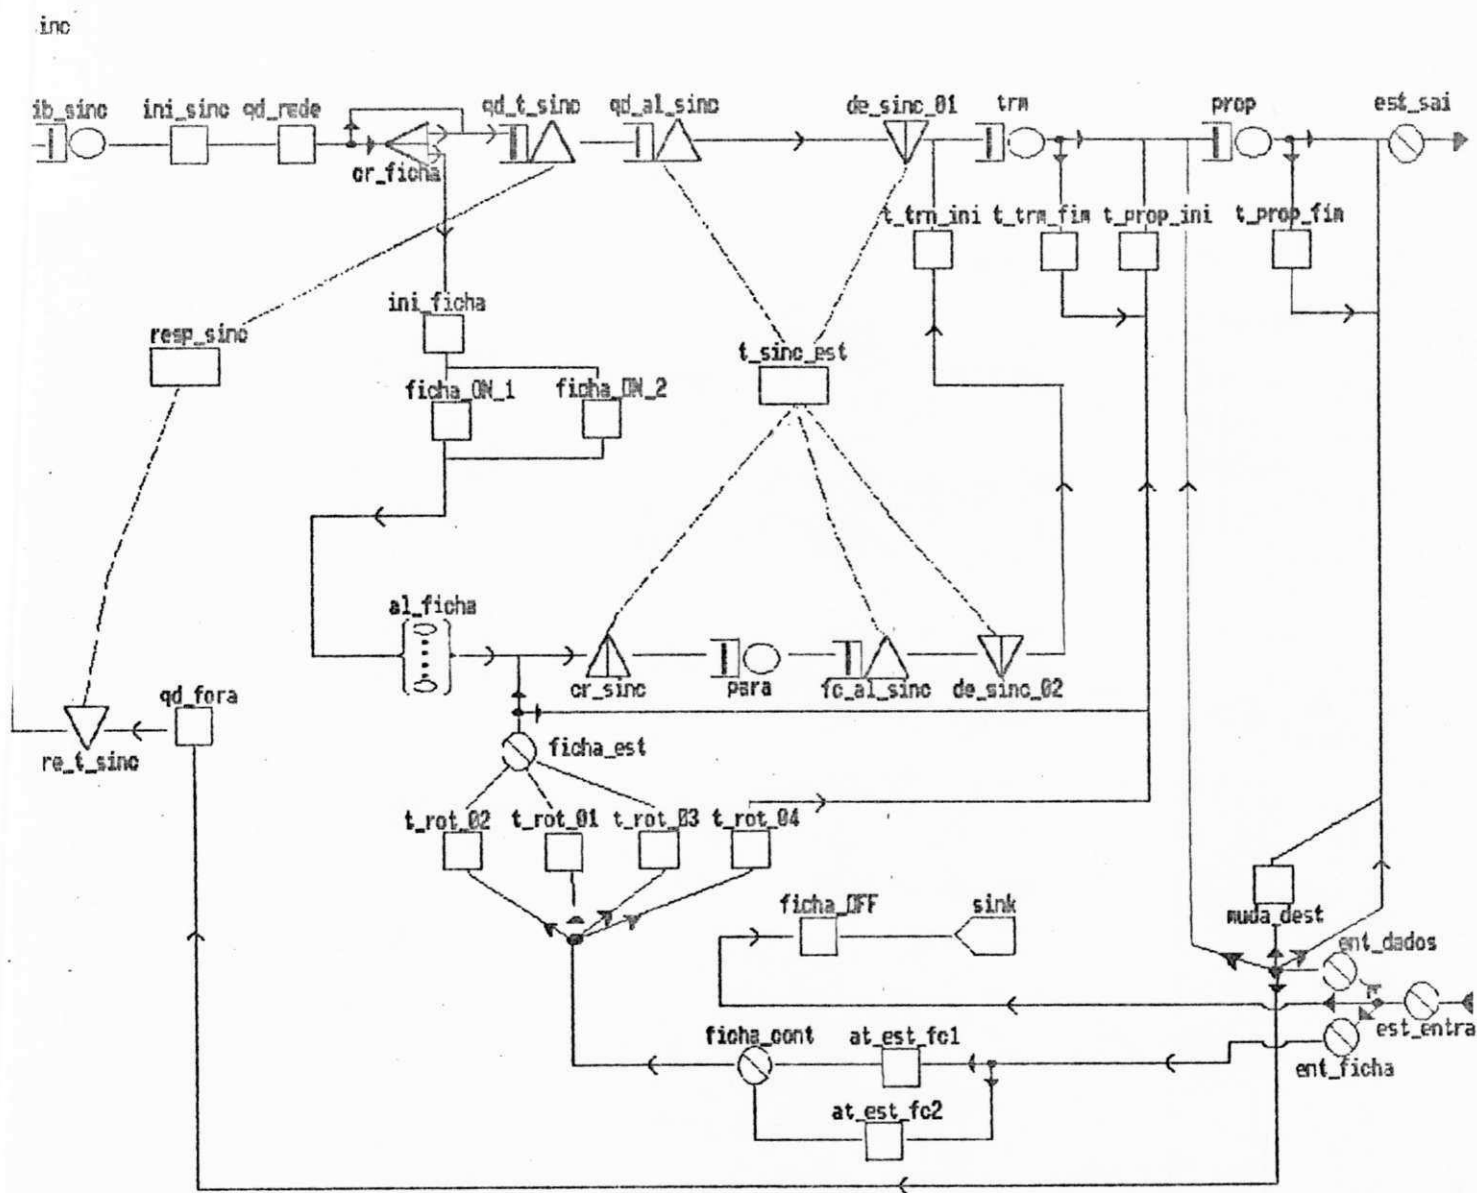 inc
ib_sinc ini_sinc qd_rede qd_t_sinc qd_al_sinc de_sinc_01 trm prop est_sai
cr_ficha
t_trn_ini t_trm_fim t_prop_ini t_prop_fim
ini_ficha
resp_sinc
t_sinc_est
ficha_ON_1 ficha_ON_2
al_ficha
cr_sinc para fc_al_sinc de_sinc_02
qd_fora
re_t_sinc
ficha_est
t_rot_02 t_rot_01 t_rot_03 t_rot_04
ficha_OFF sink
muda_dest
ent_dados
est_entra
ficha_cont at_est_fc1
ent_ficha
at_est_fc2